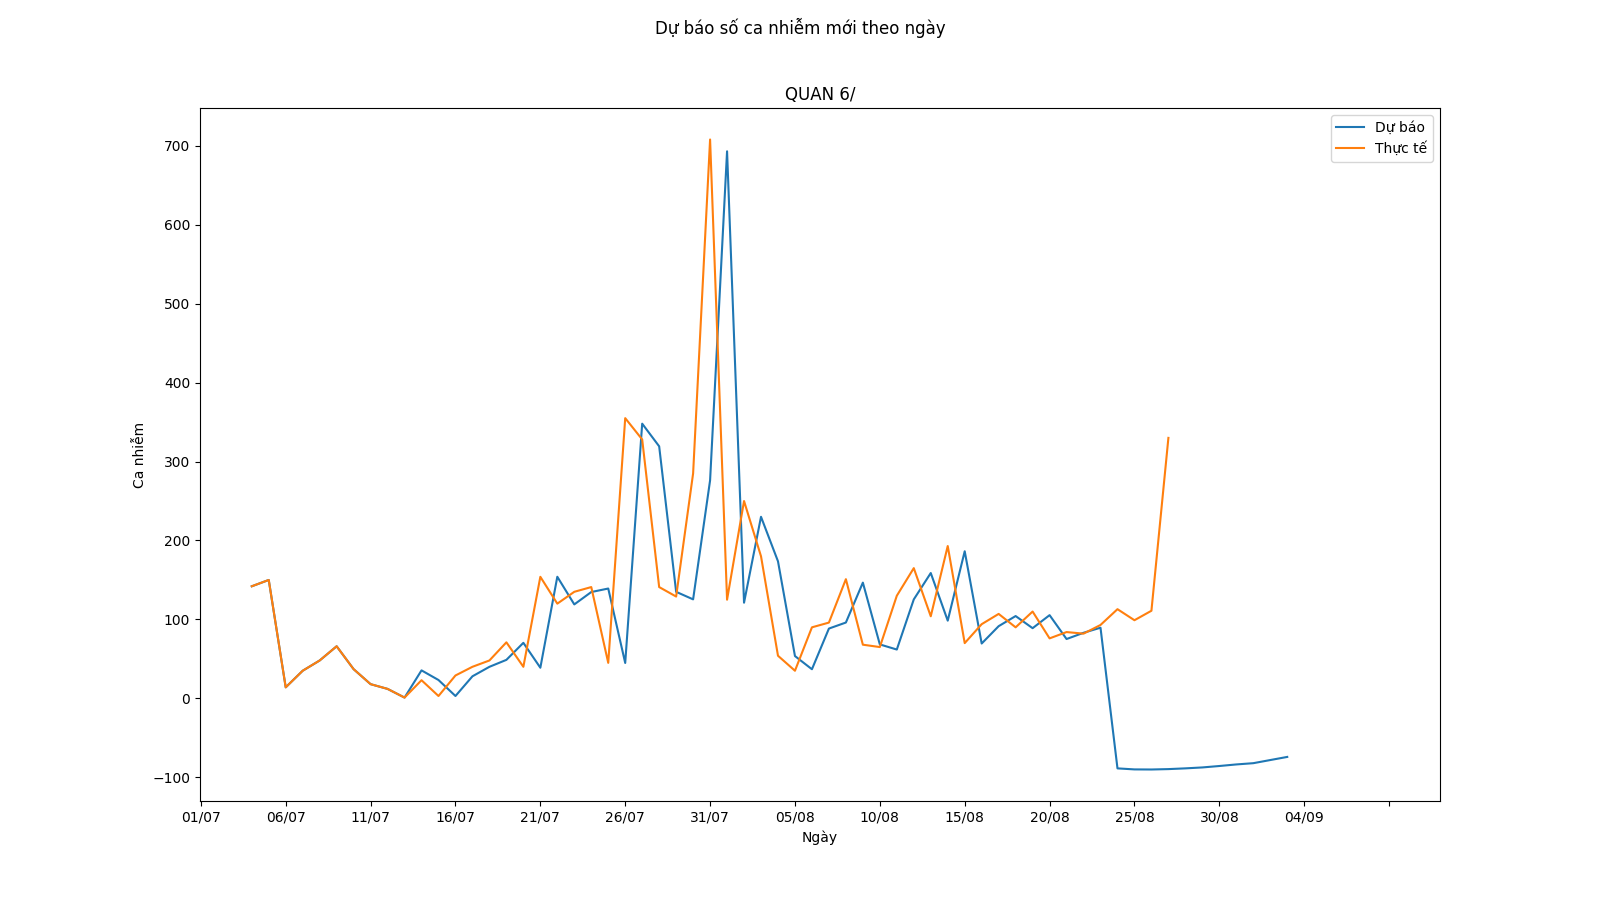 Dự báo số ca nhiễm mới theo ngày
QUAN 6/
Dự báo
Thực tế
700
600
500
400
300
200
100
0
−100
Ca nhiễm
01/07 06/07 11/07 16/07 21/07 26/07 31/07 05/08 10/08 15/08 20/08 25/08 30/08 04/09
Ngày